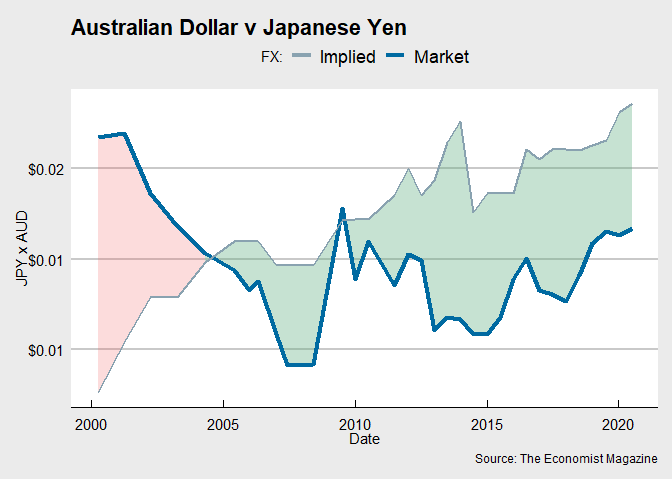 Australian Dollar v Japanese Yen
FX: Implied Market
$0.02
$0.01
$0.01
JPY x AUD
2000 2005 2010 2015 2020
Date
Source: The Economist Magazine